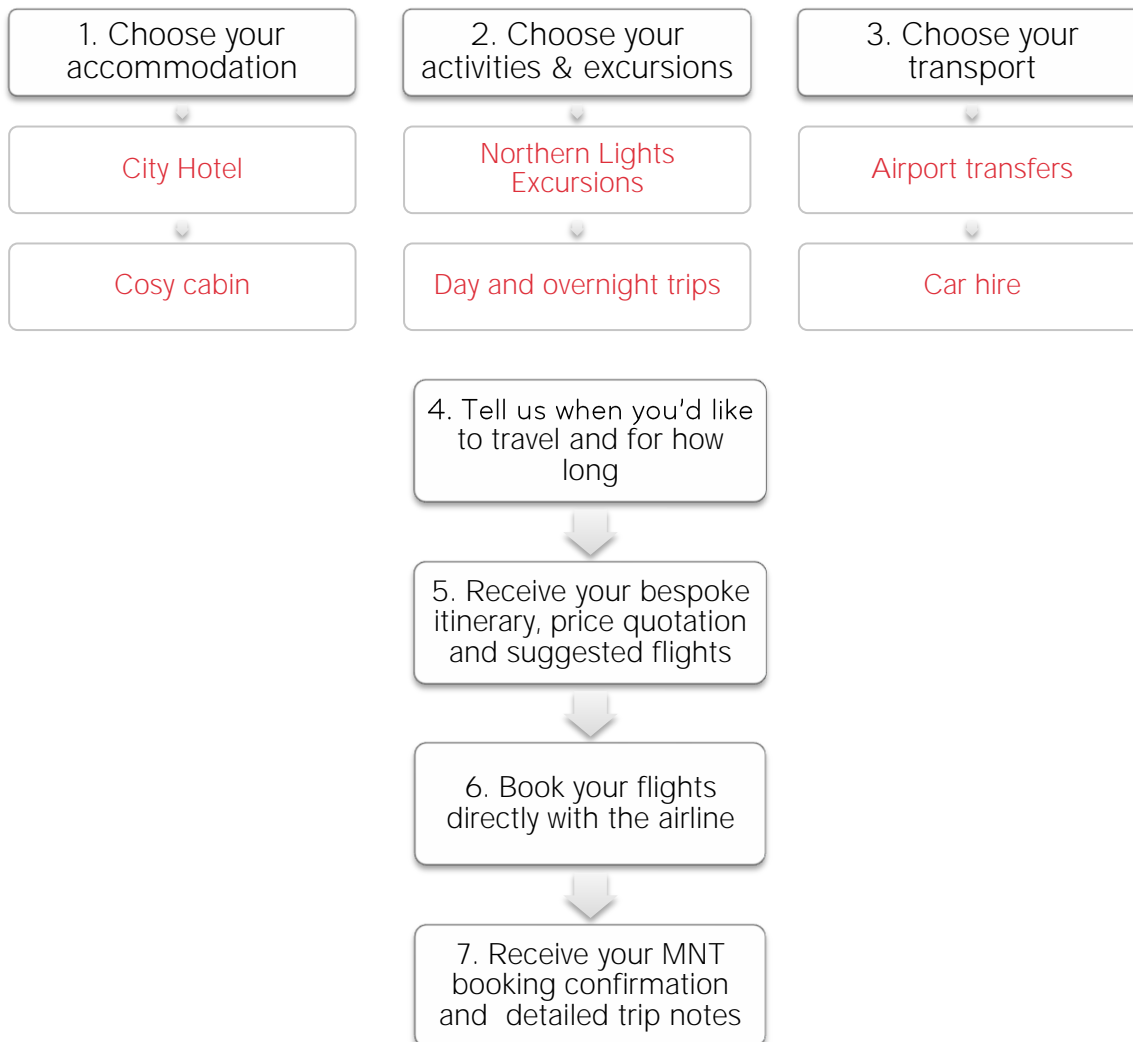 1. Choose your
accommodation
City Hotel
Cosy cabin
2. Choose your
activities & excursions
Northern Lights
Excursions
Day and overnight trips
3. Choose your
transport
Airport transfers
Car hire
4. Tell us when you'd like
to travel and for how
long
5. Receive your bespoke
itinerary, price quotation
and suggested flights
6. Book your flights
directly with the airline
7. Receive your MNT
booking confirmation
and  detailed trip notes